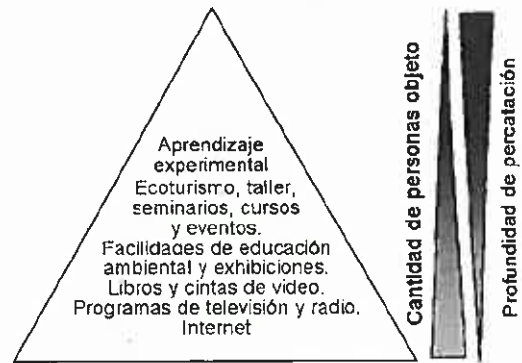 Aprendizaje
experimental
Ecoturismo, taller,
seminarios, cursos
y eventos.
Facilidades de educación
ambiental y exhibiciones.
Libros y cintas de video.
Programas de televisión y radio.
Internet
Cantidad de personas objeto
Profundidad de percatación